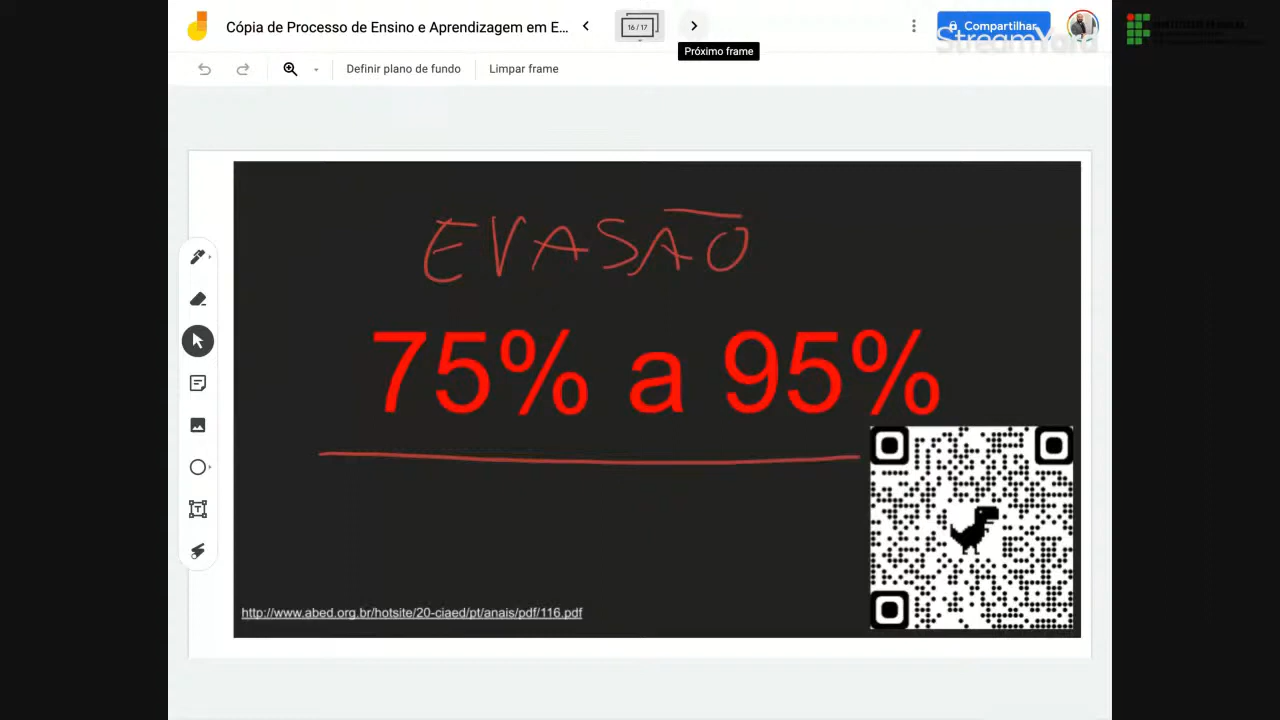 Cópia de Processo de Ensino e Aprendizagem em E...
16 / 17
Compartilhar
StreamYard
Próximo frame
Definir plano de fundo
Limpar frame
EVASÃO
75% a 95%
http://www.abed.org.br/hotsite/20-ciaed/pt/anais/pdf/116.pdf